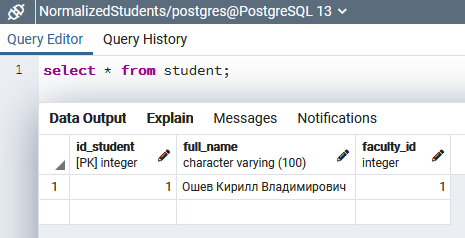 NormalizedStudents/postgres@PostgreSQL 13
Query Editor Query History
1 select * from student;
Data Output Explain Messages Notifications
id_student full_name faculty_id
[PK] integer character varying (100) integer
1 1 Ошев Кирилл Владимирович 1